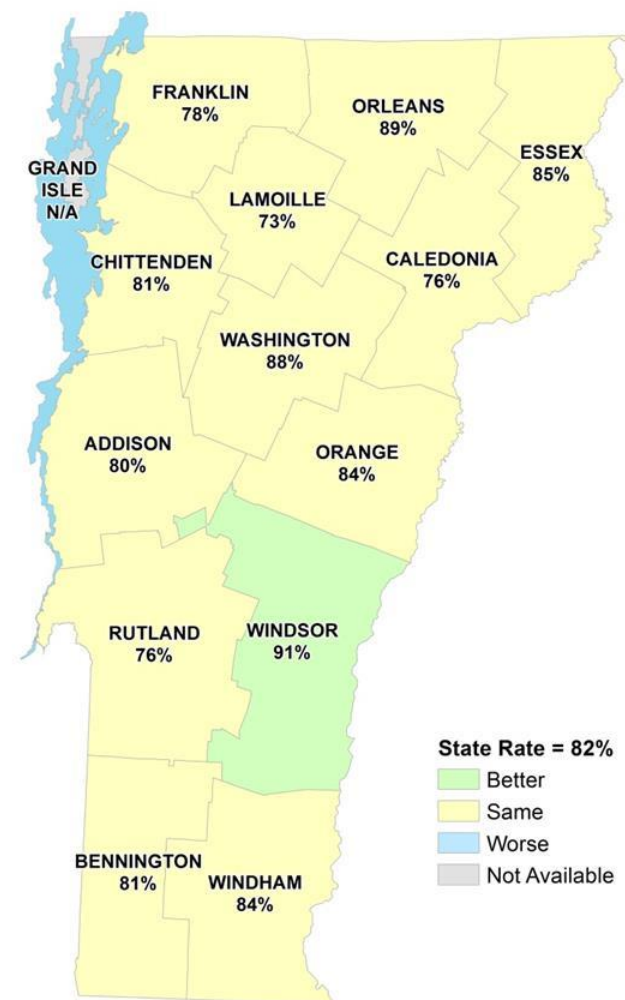 FRANKLIN
78%
ORLEANS
89%
ESSEX
85%
GRAND
ISLE
N/A
LAMOILLE
73%
CHITTENDEN
81%
CALEDONIA
76%
WASHINGTON
88%
ADDISON
80%
ORANGE
84%
RUTLAND
76%
WINDSOR
91%
BENNINGTON
81%
WINDHAM
84%
State Rate = 82%
Better
Same
Worse
Not Available